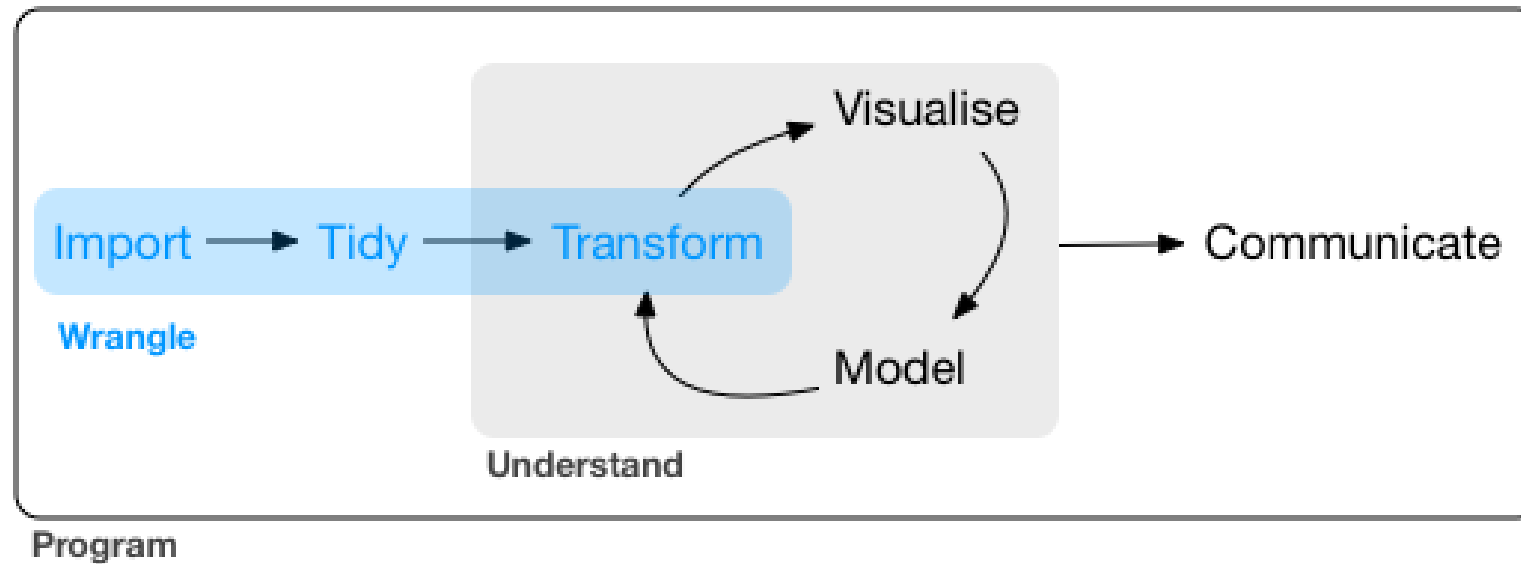 Visualise
Import
Tidy
Transform
Communicate
Wrangle
Model
Understand
Program